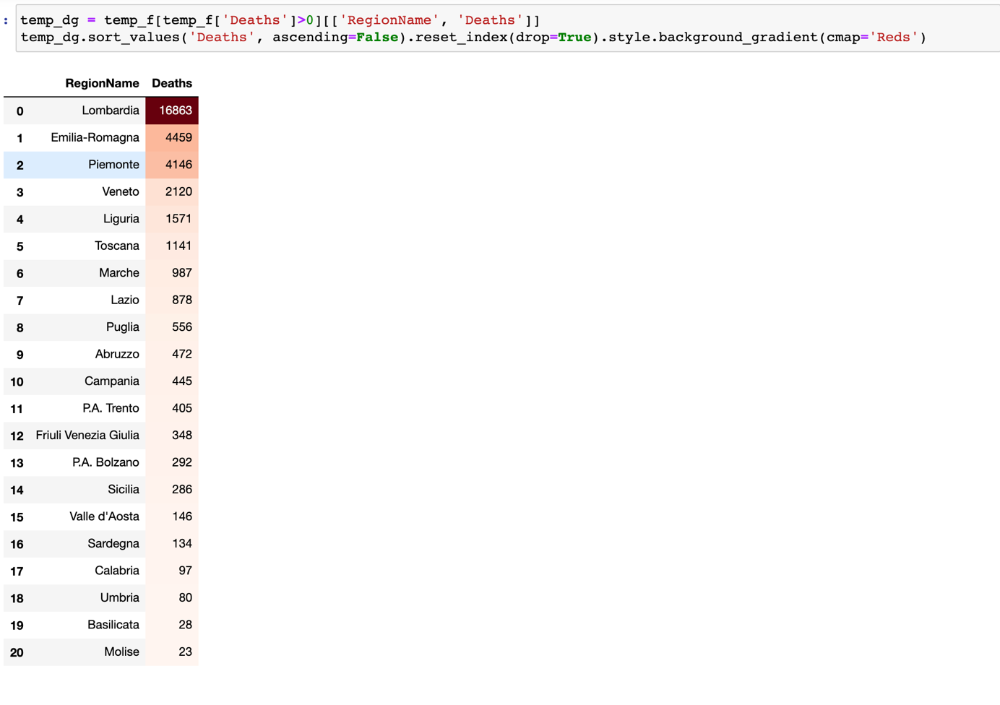 : temp_dg = temp_f[temp_f['Deaths']>0][['RegionName', 'Deaths']]
temp_dg.sort_values('Deaths', ascending=False).reset_index(drop=True).style.background_gradient(cmap='Reds')
RegionName Deaths
0 Lombardia 16863
1 Emilia-Romagna 4459
2 Piemonte 4146
3 Veneto 2120
4 Liguria 1571
5 Toscana 1141
6 Marche 987
7 Lazio 878
8 Puglia 556
9 Abruzzo 472
10 Campania 445
11 P.A. Trento 405
12 Friuli Venezia Giulia 348
13 P.A. Bolzano 292
14 Sicilia 286
15 Valle d'Aosta 146
16 Sardegna 134
17 Calabria 97
18 Umbria 80
19 Basilicata 28
20 Molise 23